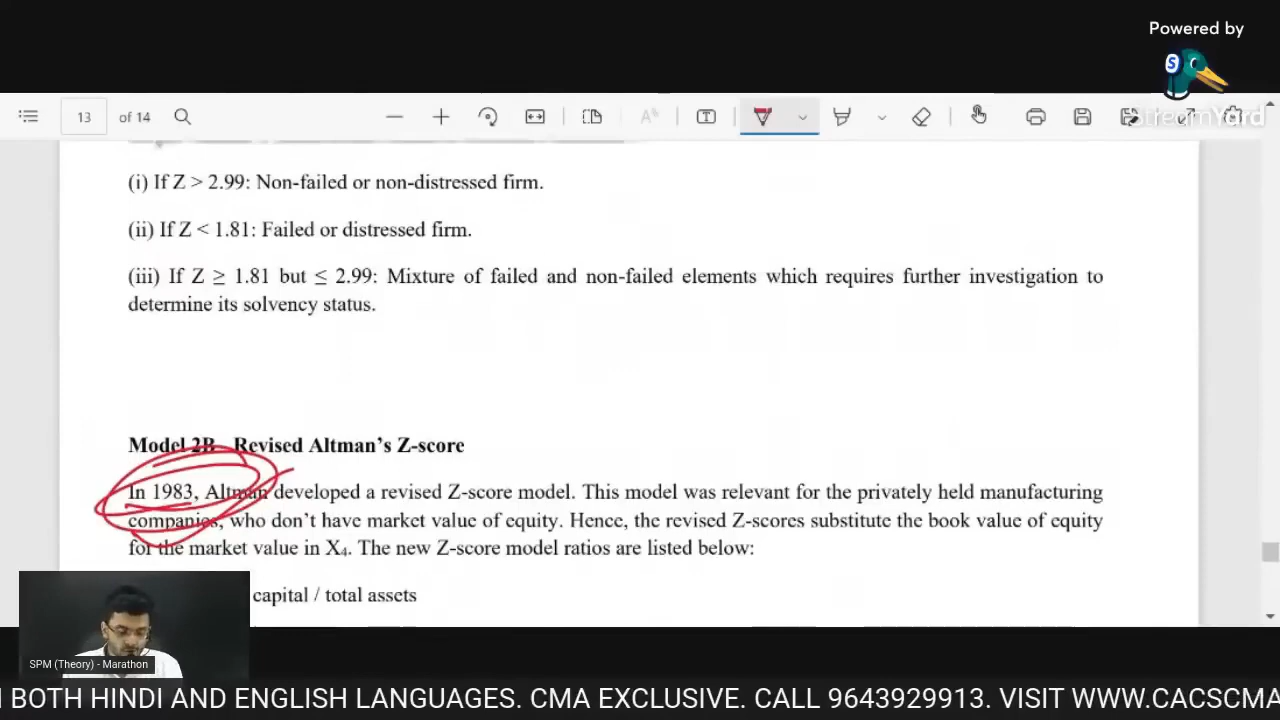 Powered by
S
StreamYard
13 of 14
(i) If Z > 2.99: Non-failed or non-distressed firm.
(ii) If Z < 1.81: Failed or distressed firm.
(iii) If Z ≥ 1.81 but ≤ 2.99: Mixture of failed and non-failed elements which requires further investigation to
determine its solvency status.
Model 2B Revised Altman's Z-score
In 1983, Altman developed a revised Z-score model. This model was relevant for the privately held manufacturing
companies, who don't have market value of equity. Hence, the revised Z-scores substitute the book value of equity
for the market value in X₄. The new Z-score model ratios are listed below:
capital / total assets
SPM (Theory) - Marathon
BOTH HINDI AND ENGLISH LANGUAGES. CMA EXCLUSIVE. CALL 9643929913. VISIT WWW.CACSCMA